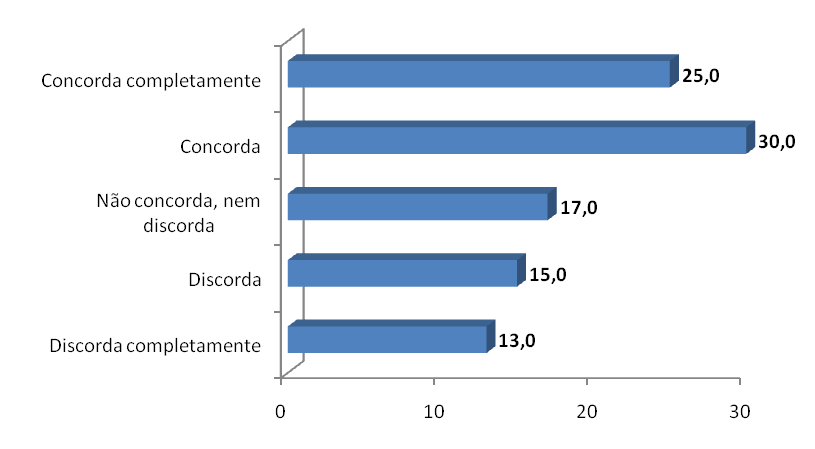 Concorda completamente
25,0
Concorda
30,0
Não concorda, nem
discorda
17,0
Discorda
15,0
Discorda completamente
13,0
0
10
20
30